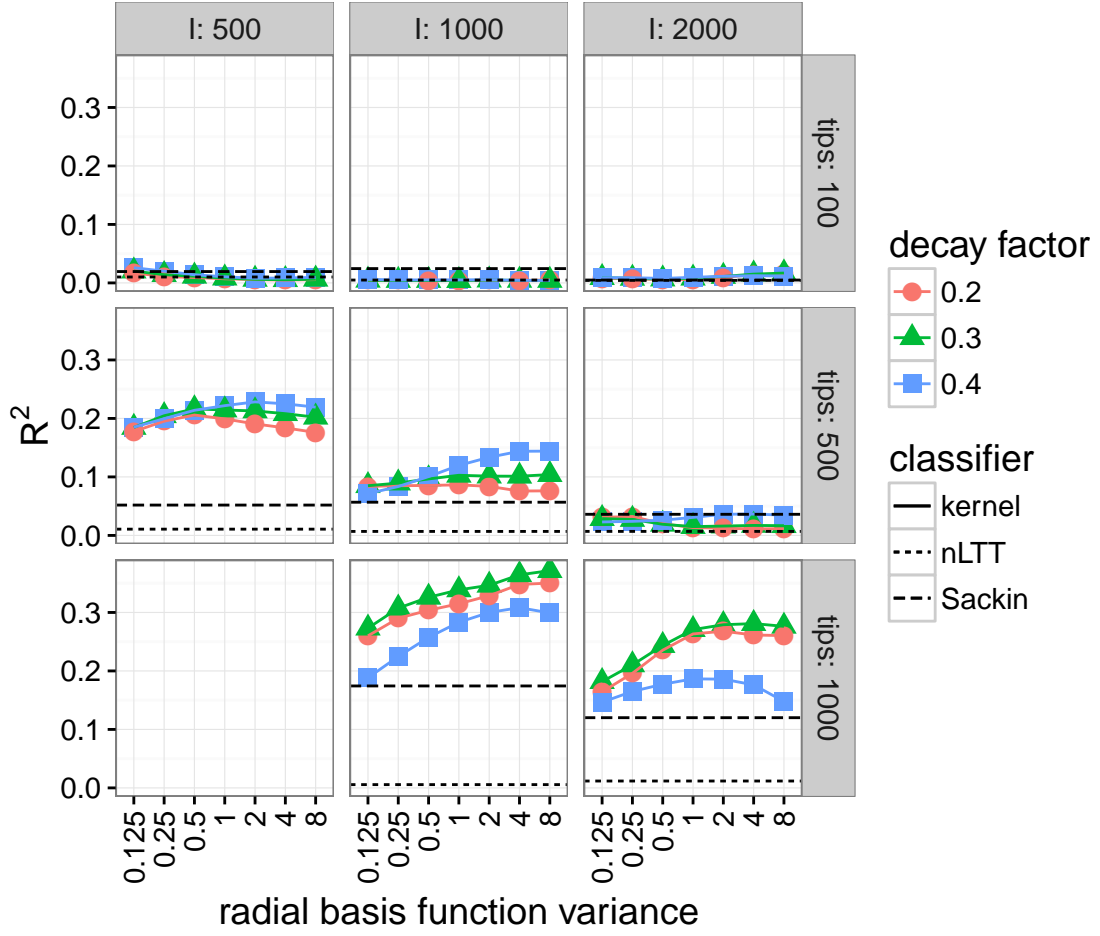 I: 500
I: 1000
I: 2000
0.3
0.2
0.1
0.0
tips: 100
0.3
0.2
0.1
0.0
tips: 500
0.3
0.2
0.1
0.0
tips: 1000
R²
0.125
0.25
0.5
1
2
4
8
0.125
0.25
0.5
1
2
4
8
0.125
0.25
0.5
1
2
4
8
radial basis function variance
decay factor
0.2
0.3
0.4
classifier
kernel
nLTT
Sackin